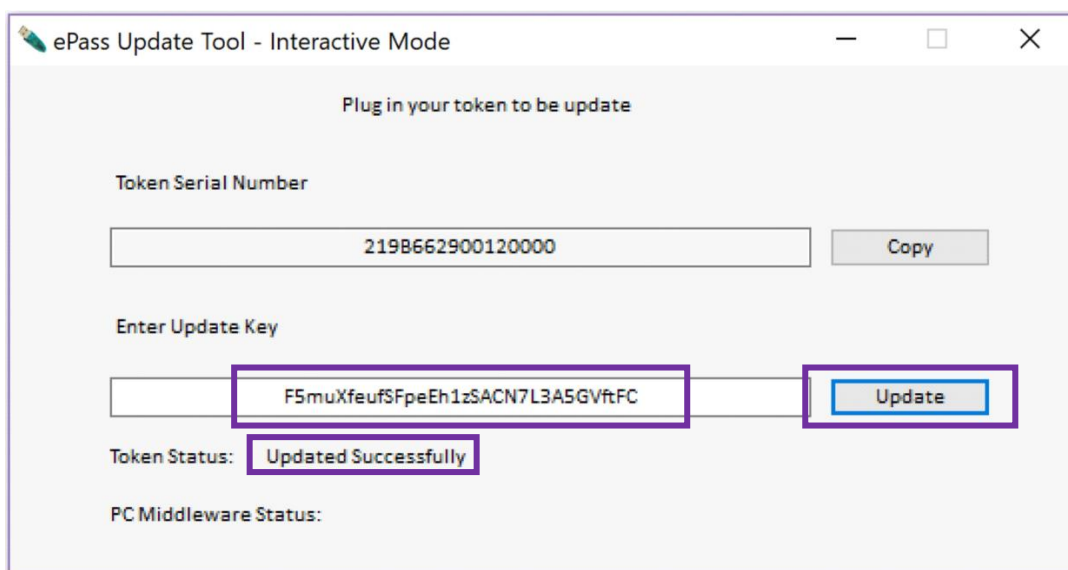 ePass Update Tool - Interactive Mode
Plug in your token to be update
Token Serial Number
219B662900120000
Copy
Enter Update Key
F5muXfeufSFpeEh1zSACN7L3A5GVftFC
Update
Token Status: Updated Successfully
PC Middleware Status: